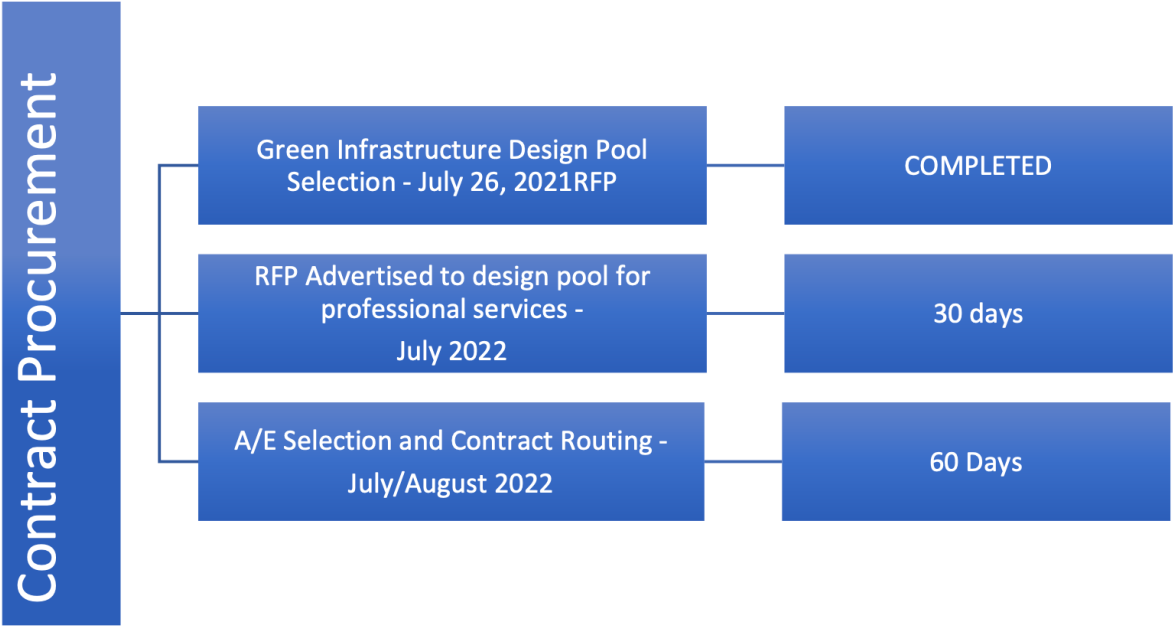 Contract Procurement
Green Infrastructure Design Pool
Selection - July 26, 2021RFP
COMPLETED
RFP Advertised to design pool for
professional services -
July 2022
30 days
A/E Selection and Contract Routing -
July/August 2022
60 Days